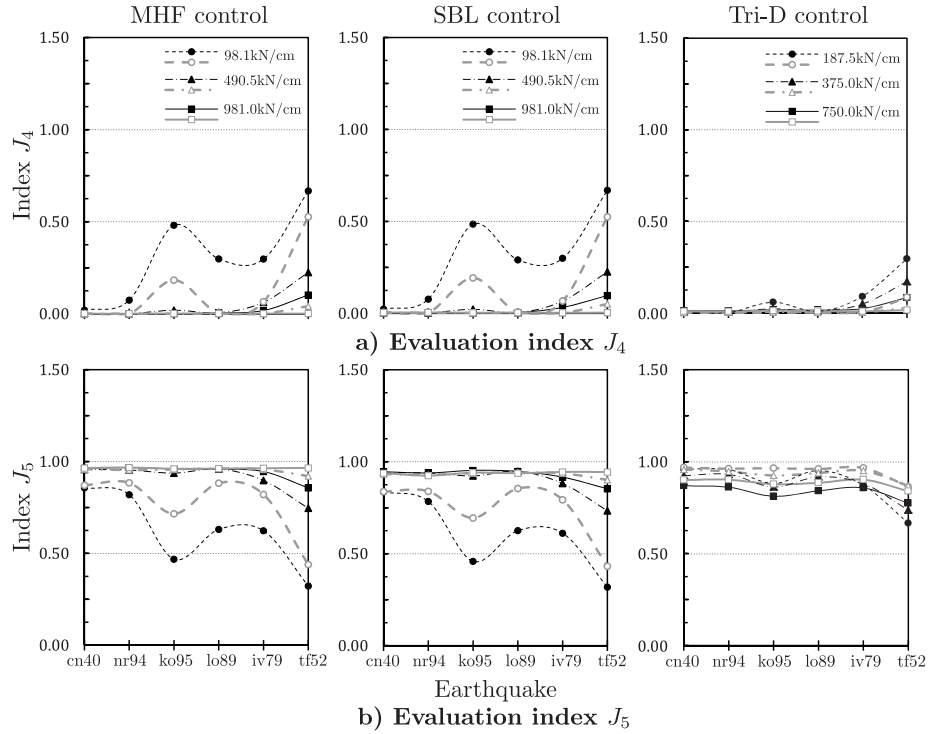 MHF control
SBL control
Tri-D control
Index J4
1.50
1.00
0.50
0.00
98.1kN/cm
490.5kN/cm
981.0kN/cm
1.50
1.00
0.50
0.00
98.1kN/cm
490.5kN/cm
981.0kN/cm
1.50
1.00
0.50
0.00
187.5kN/cm
375.0kN/cm
750.0kN/cm
a) Evaluation index J4
Index J5
1.50
1.00
0.50
0.00
cn40 nr94 ko95 lo89 iv79 tf52
1.50
1.00
0.50
0.00
cn40 nr94 ko95 lo89 iv79 tf52
1.50
1.00
0.50
0.00
cn40 nr94 ko95 lo89 iv79 tf52
Earthquake
b) Evaluation index J5